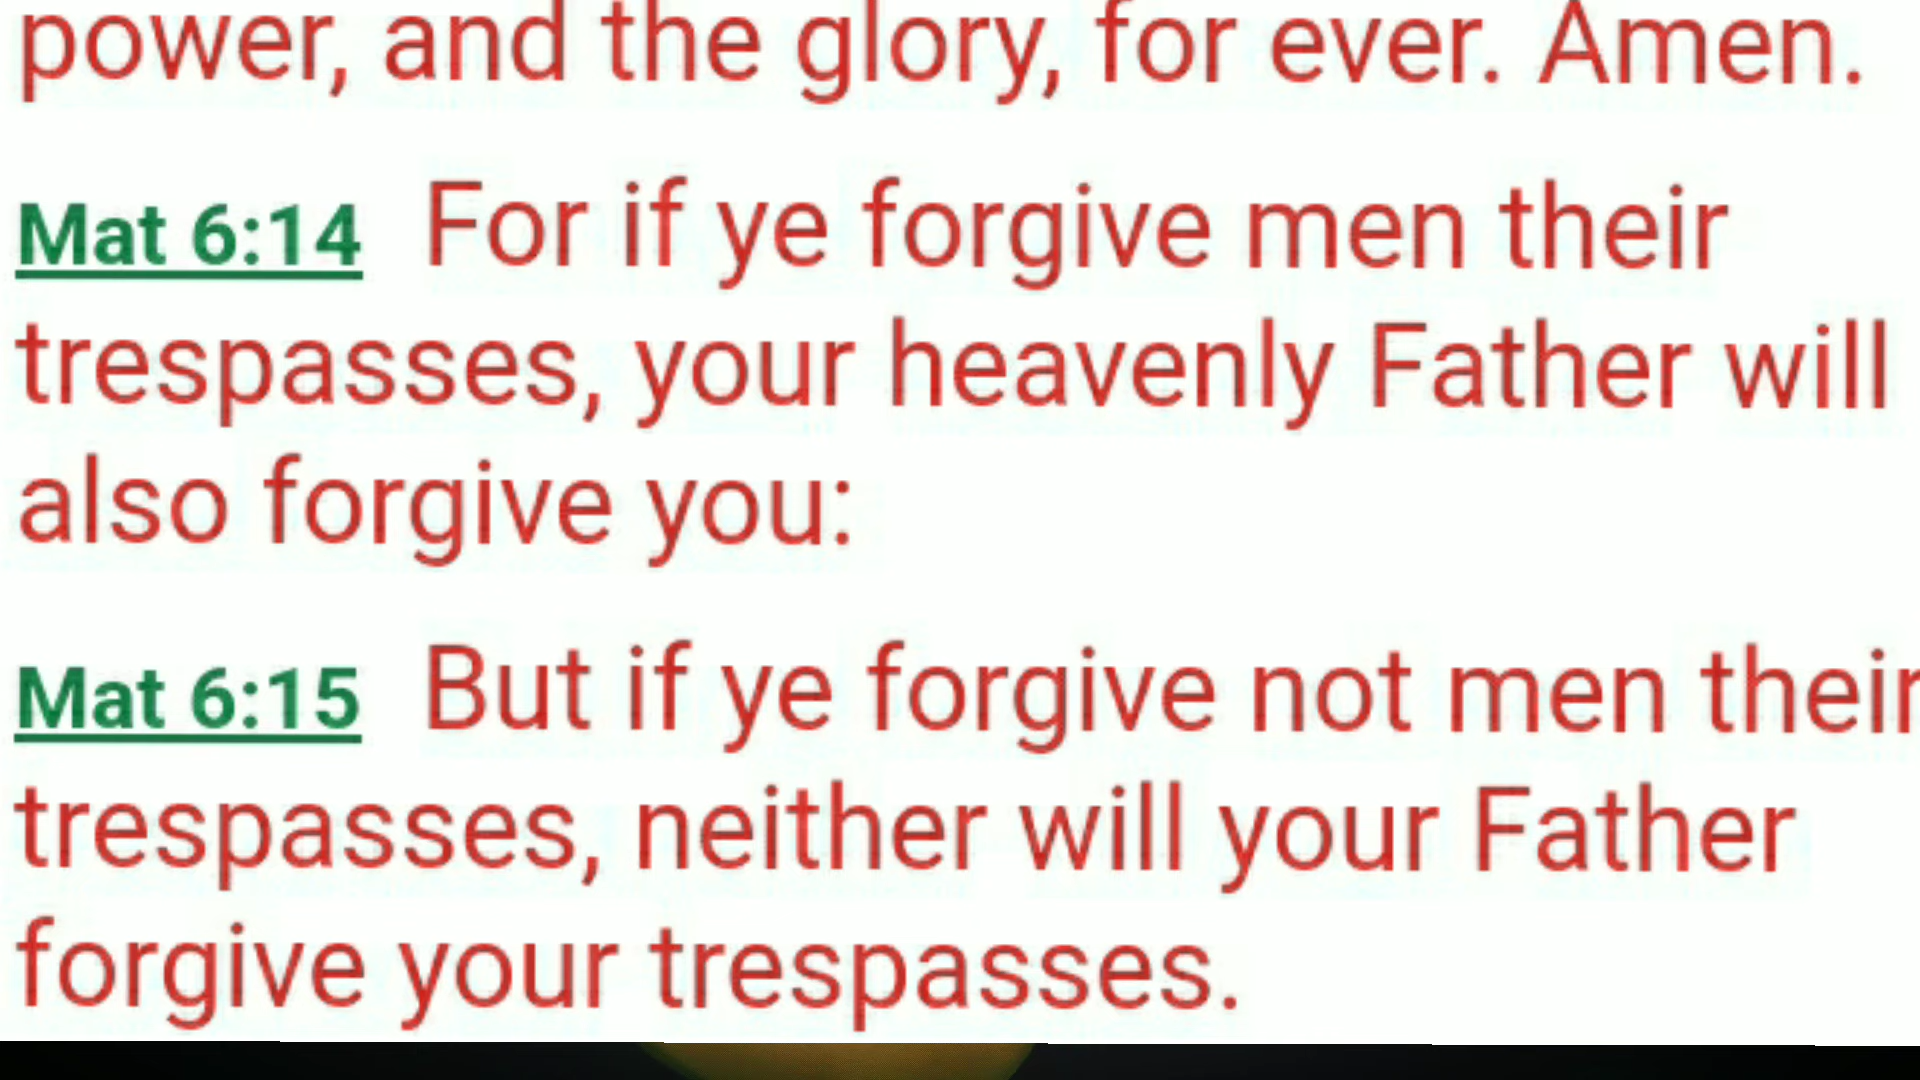 power, and the glory, for ever. Amen.
Mat 6:14 For if ye forgive men their
trespasses, your heavenly Father will
also forgive you:
Mat 6:15 But if ye forgive not men their
trespasses, neither will your Father
forgive your trespasses.